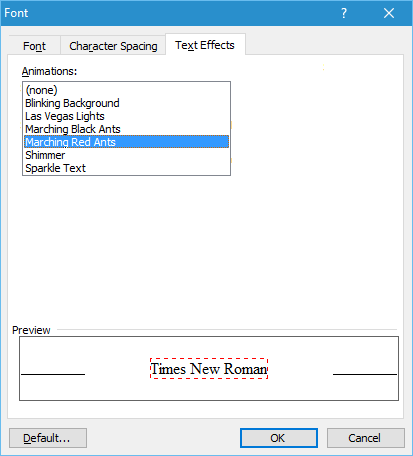 Font
?
Font
Character Spacing
Text Effects
Animations:
(none)
Blinking Background
Las Vegas Lights
Marching Black Ants
Marching Red Ants
Shimmer
Sparkle Text
Preview
Times New Roman
Default...
OK
Cancel